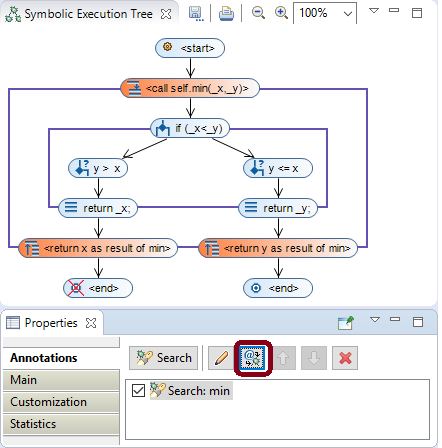 Symbolic Execution Tree
100%
<start>
<call self.min(_x,_y)>
if (_x<_y)
y > x
y <= x
return _x;
return _y;
<return x as result of min>
<return y as result of min>
<end>
<end>
Properties
Annotations
Main
Customization
Statistics
Search
Search: min